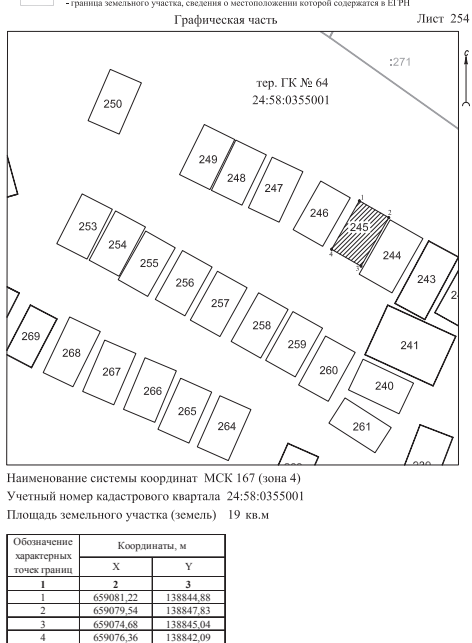 - граница земельного участка, сведения о местоположении которой содержатся в ЕГРН
Графическая часть
Лист 254
С
:271
тер. ГК № 64
24:58:0355001
250
249
248
247
246
1
245
2
4
3
244
243
253
254
255
256
257
258
259
260
241
240
261
269
268
267
266
265
264
Наименование системы координат МСК 167 (зона 4)
Учетный номер кадастрового квартала 24:58:0355001
Площадь земельного участка (земель) 19 кв.м
Обозначение характерных точек границ
Координаты, м
X Y
1 2 3
1 659081,22 138844,88
2 659079,54 138847,83
3 659074,68 138845,04
4 659076,36 138842,09